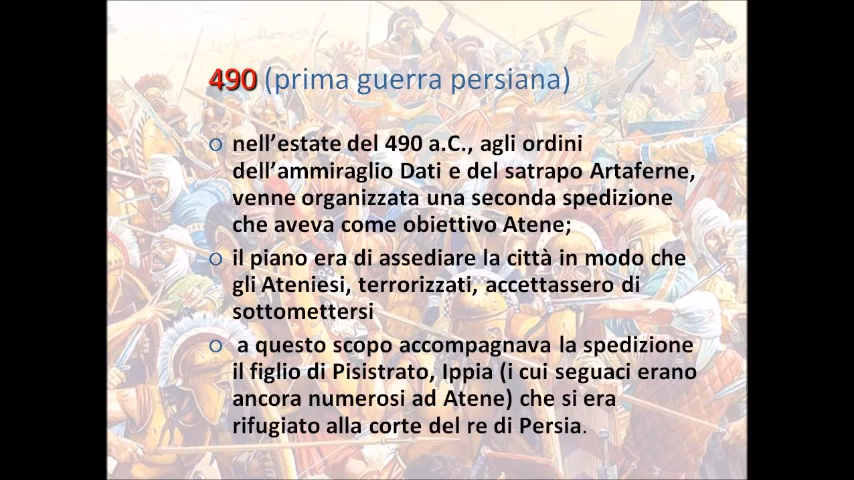 490 (prima guerra persiana)
nell’estate del 490 a.C., agli ordini
dell’ammiraglio Dati e del satrapo Artaferne,
venne organizzata una seconda spedizione
che aveva come obiettivo Atene;
il piano era di assediare la città in modo che
gli Ateniesi, terrorizzati, accettassero di
sottomettersi
a questo scopo accompagnava la spedizione
il figlio di Pisistrato, Ippia (i cui seguaci erano
ancora numerosi ad Atene) che si era
rifugiato alla corte del re di Persia.